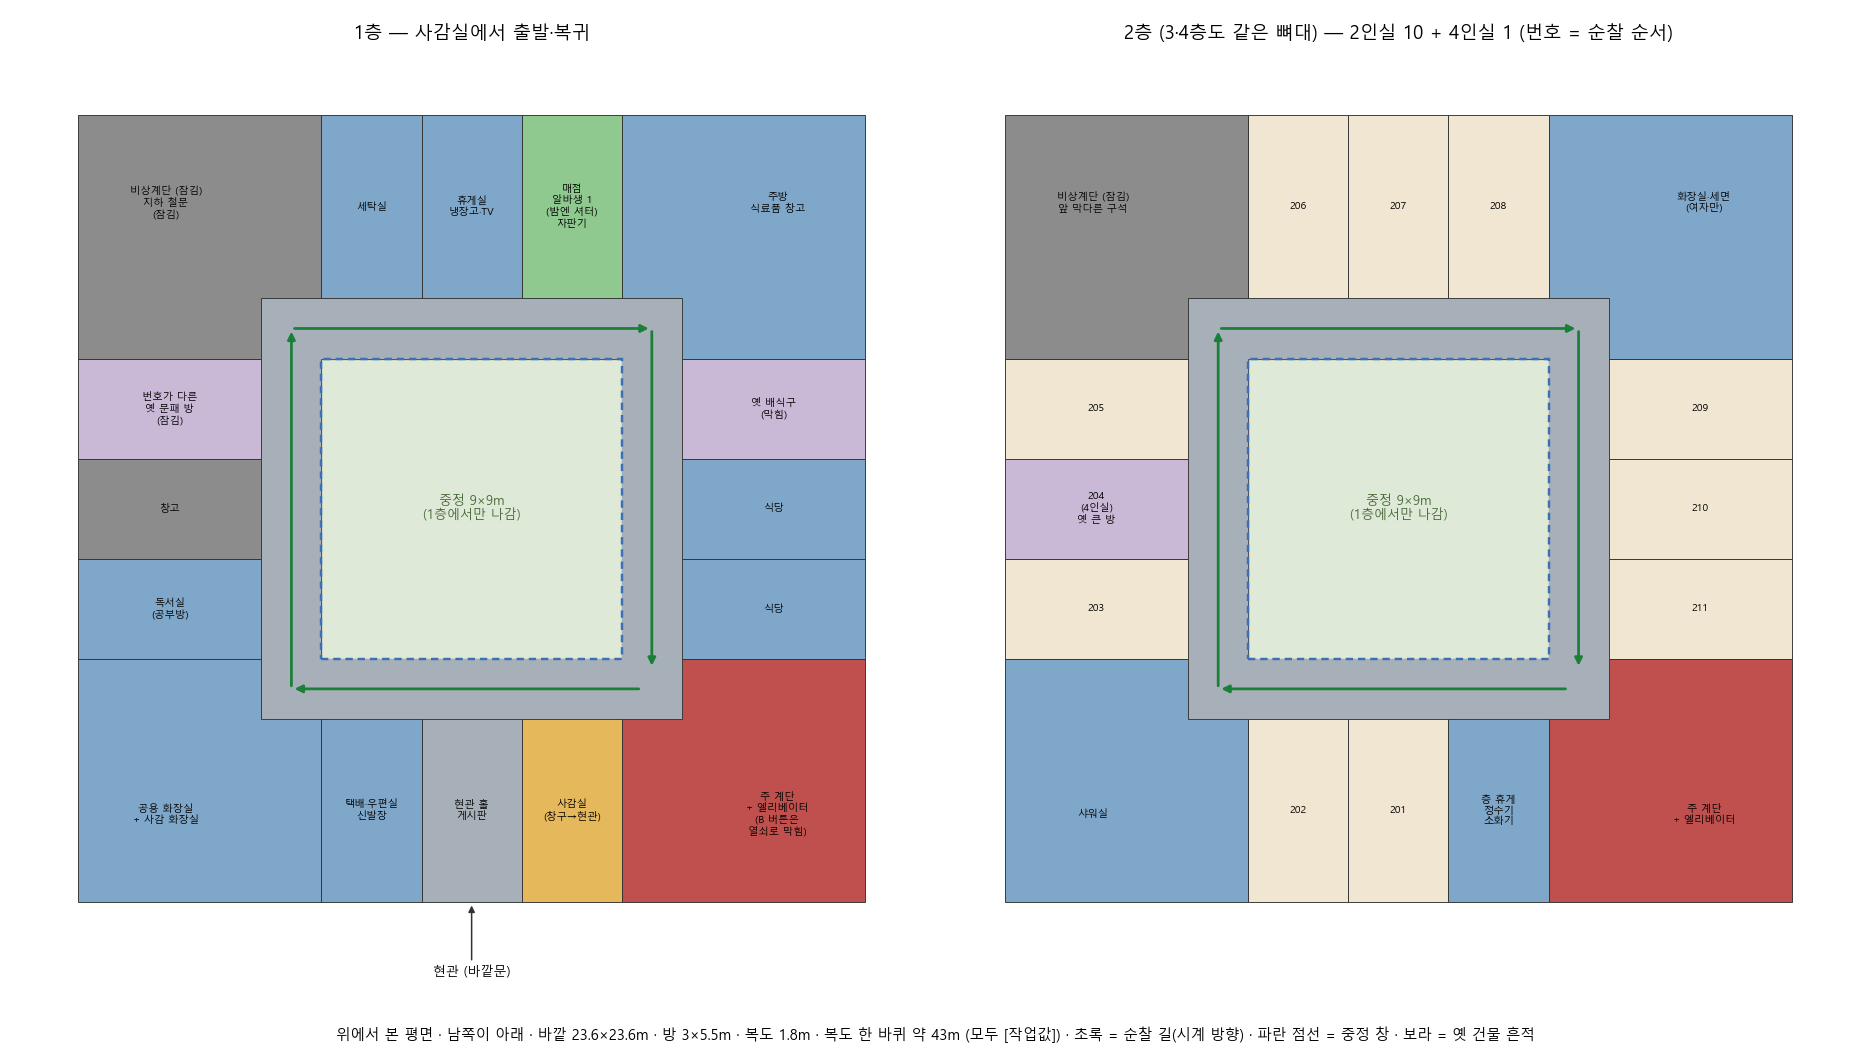 1층 — 사감실에서 출발·복귀
2층 (3·4층도 같은 뼈대) — 2인실 10 + 4인실 1 (번호 = 순찰 순서)
비상계단 (잠김)
지하 철문
(잠김)
세탁실
휴게실
냉장고·TV
매점
알바생 1
(밤엔 셔터)
자판기
주방
식료품 창고
번호가 다른
옛 문패 방
(잠김)
옛 배식구
(막힘)
창고
중정 9×9m
(1층에서만 나감)
식당
독서실
(공부방)
식당
공용 화장실
+ 사감 화장실
택배·우편실
신발장
현관 홀
게시판
사감실
(창구→현관)
주 계단
+ 엘리베이터
(B 버튼은
열쇠로 막힘)
현관 (바깥문)
비상계단 (잠김)
앞 막다른 구석
206
207
208
화장실·세면
(여자만)
205
209
204
(4인실)
옛 큰 방
중정 9×9m
(1층에서만 나감)
210
203
211
샤워실
202
201
층 휴게
정수기
소화기
주 계단
+ 엘리베이터
위에서 본 평면 · 남쪽이 아래 · 바깥 23.6×23.6m · 방 3×5.5m · 복도 1.8m · 복도 한 바퀴 약 43m (모두 [작업값]) · 초록 = 순찰 길(시계 방향) · 파란 점선 = 중정 창 · 보라 = 옛 건물 흔적